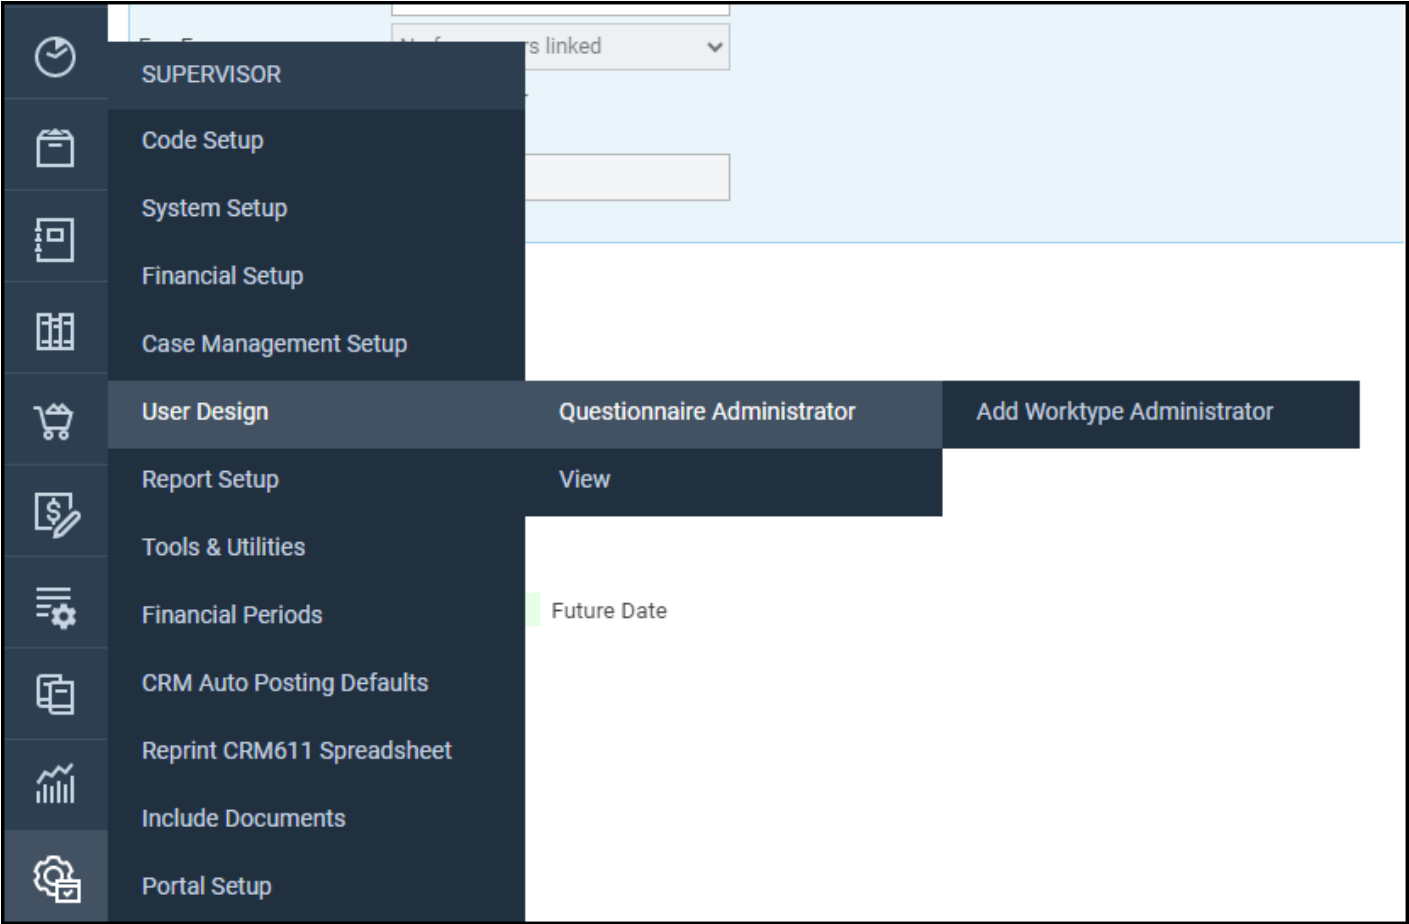 s linked
SUPERVISOR
Code Setup
System Setup
Financial Setup
Case Management Setup
User Design
Questionnaire Administrator
Add Worktype Administrator
Report Setup
View
Tools & Utilities
Financial Periods
Future Date
CRM Auto Posting Defaults
Reprint CRM611 Spreadsheet
Include Documents
Portal Setup